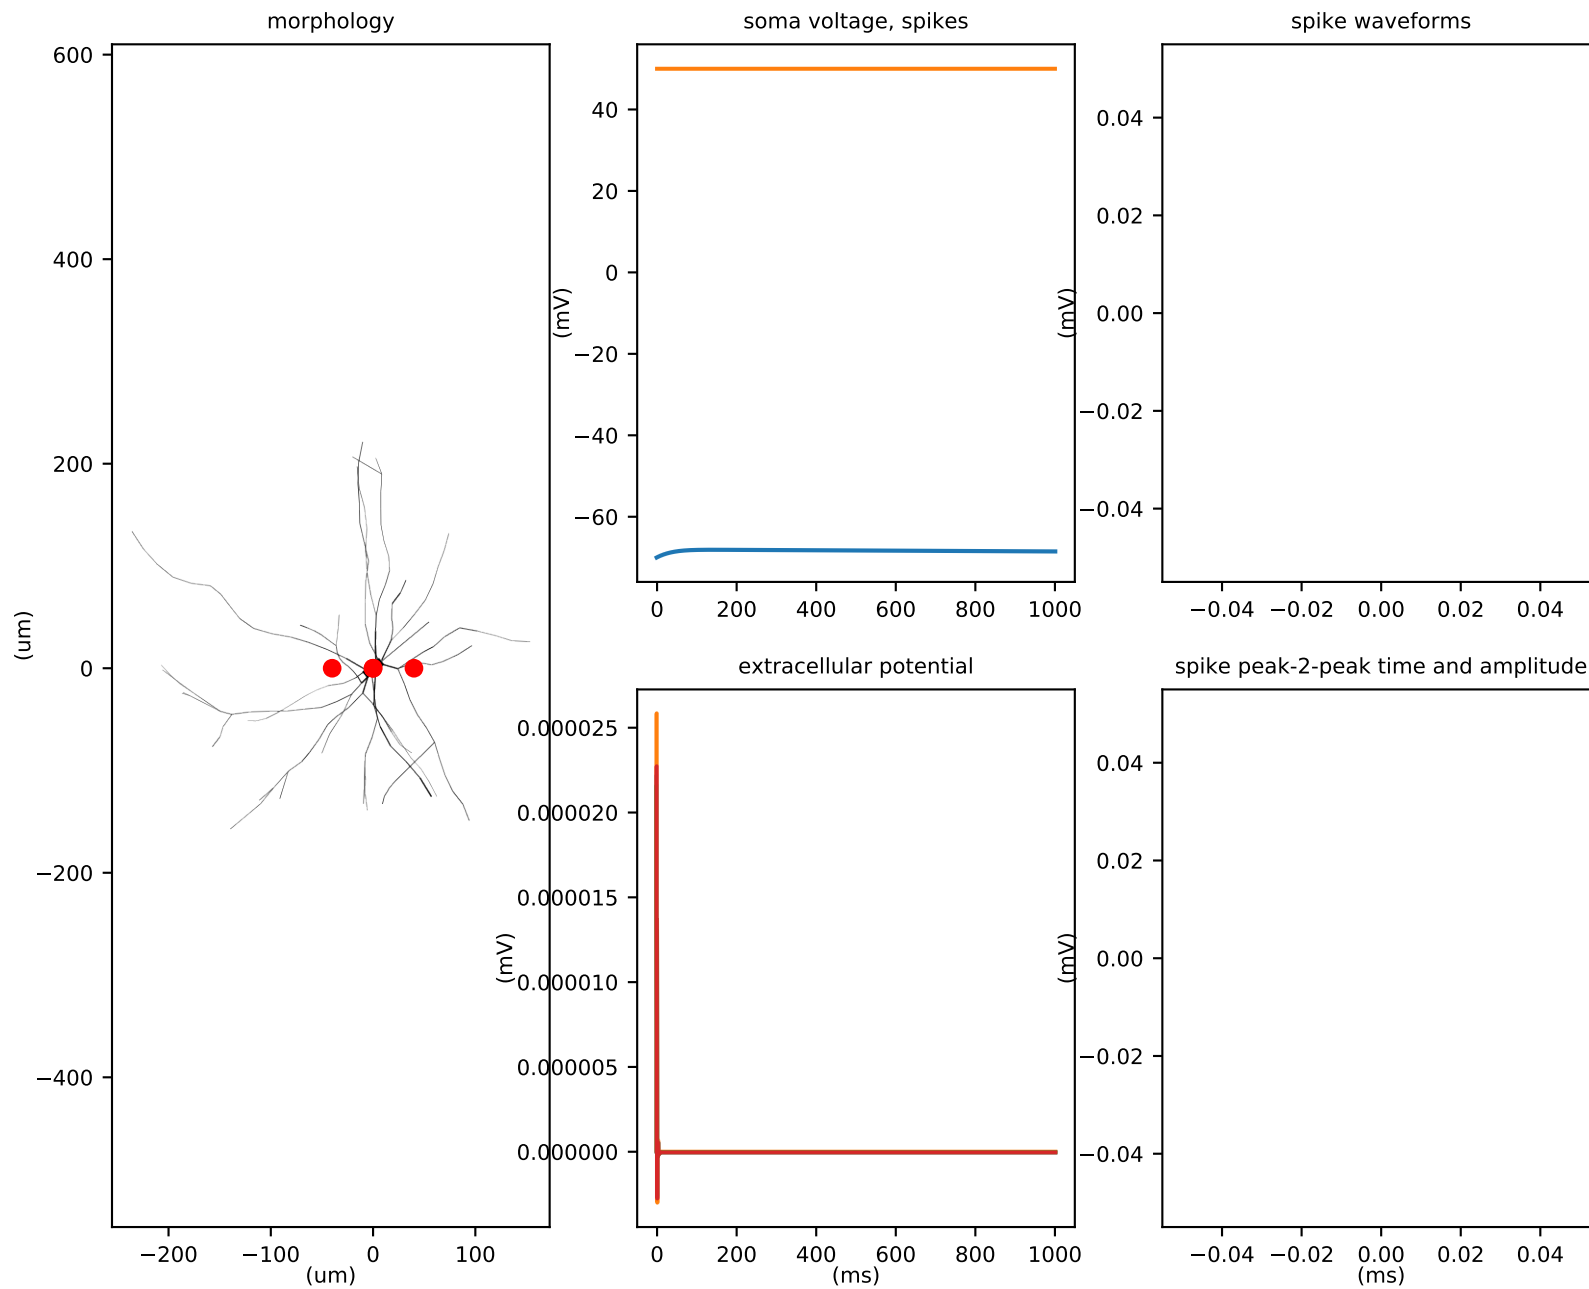 morphology
600
400
200
0
−200
−400
(um)
−200 −100 0 100
(um)
soma voltage, spikes
40
20
0
−20
−40
−60
(mV)
0 200 400 600 800 1000
spike waveforms
0.04
0.02
0.00
−0.02
−0.04
(mV)
−0.04 −0.02 0.00 0.02 0.04
extracellular potential
0.000025
0.000020
0.000015
0.000010
0.000005
0.000000
(mV)
0 200 400 600 800 1000
(ms)
spike peak-2-peak time and amplitude
0.04
0.02
0.00
−0.02
−0.04
(mV)
−0.04 −0.02 0.00 0.02 0.04
(ms)